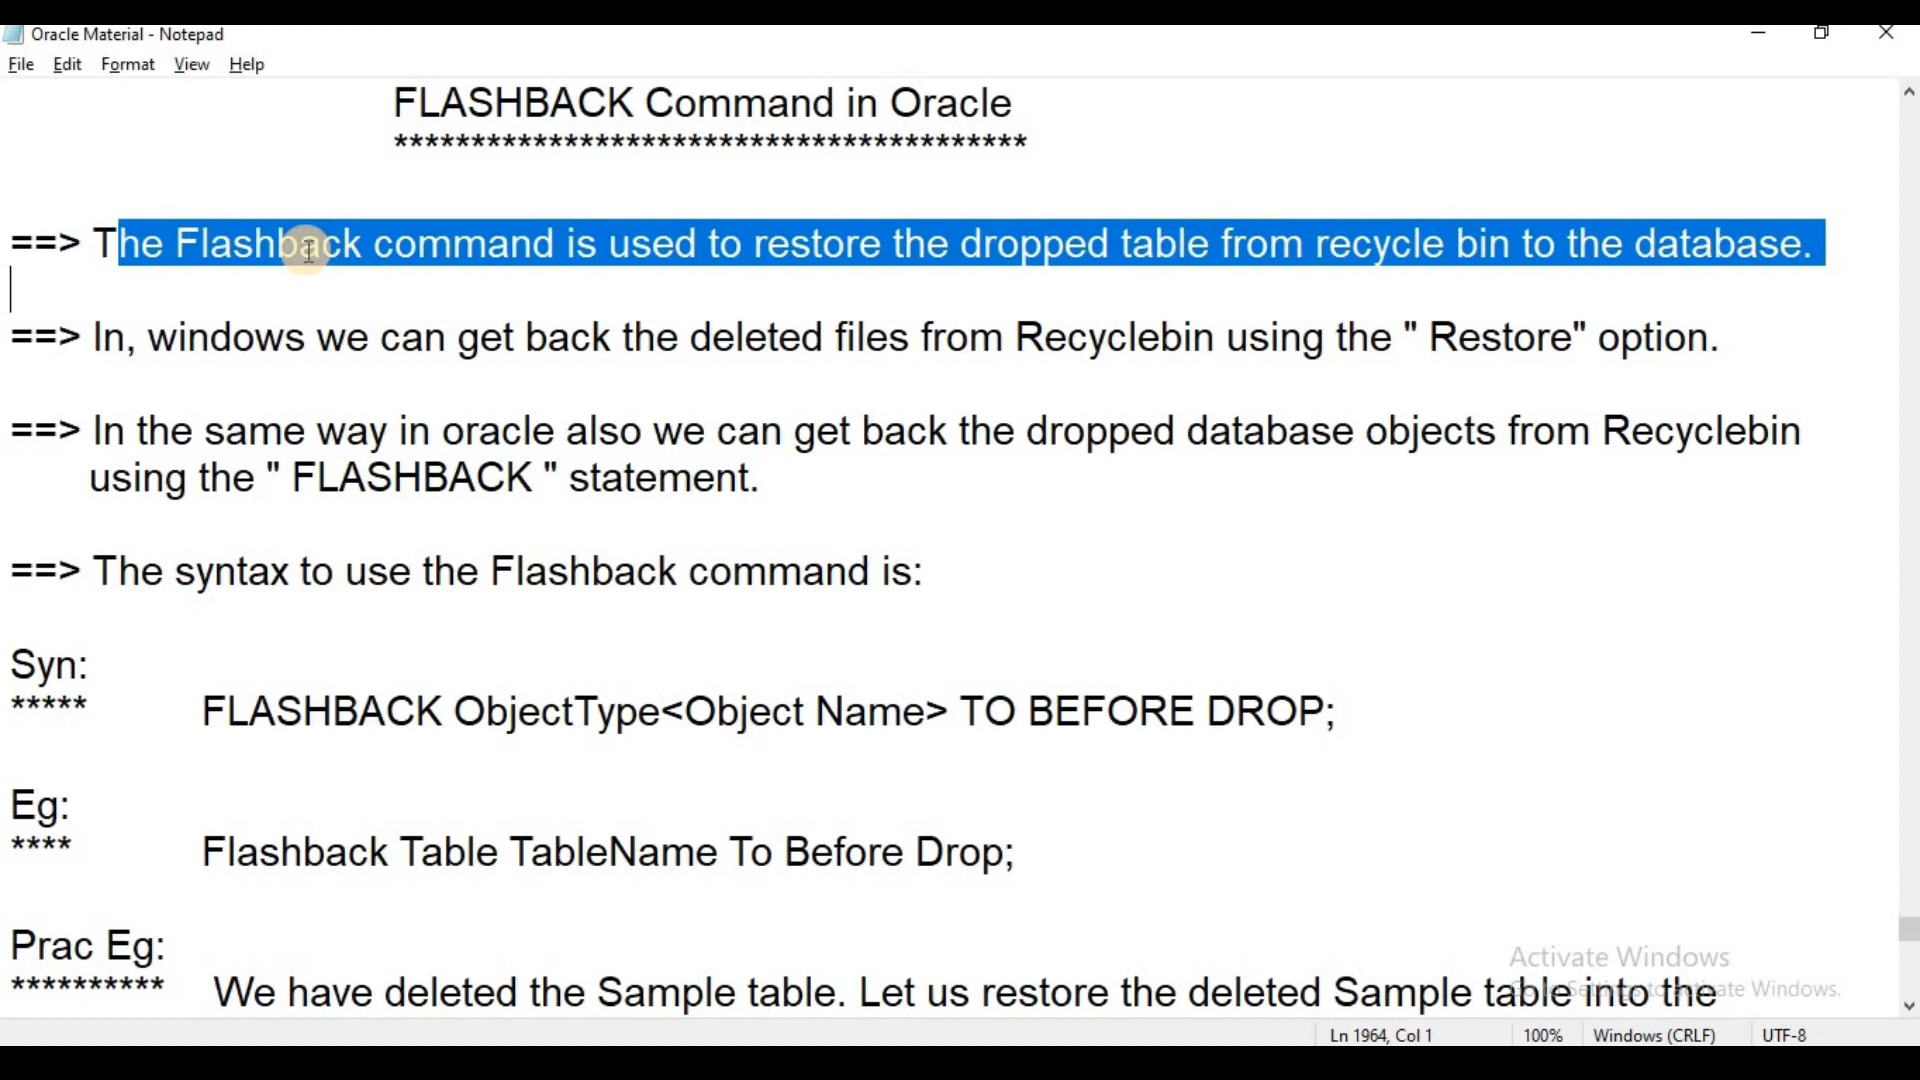 Oracle Material - Notepad
File Edit Format View Help
FLASHBACK Command in Oracle
*****************************************
==> The Flashback command is used to restore the dropped table from recycle bin to the database.
==> In, windows we can get back the deleted files from Recyclebin using the " Restore" option.
==> In the same way in oracle also we can get back the dropped database objects from Recyclebin
using the " FLASHBACK " statement.
==> The syntax to use the Flashback command is:
Syn:
***** FLASHBACK ObjectType<Object Name> TO BEFORE DROP;
Eg:
**** Flashback Table TableName To Before Drop;
Prac Eg:
********** We have deleted the Sample table. Let us restore the deleted Sample table into the
Activate Windows
Go to Settings to activate Windows.
Ln 1964, Col 1 100% Windows (CRLF) UTF-8